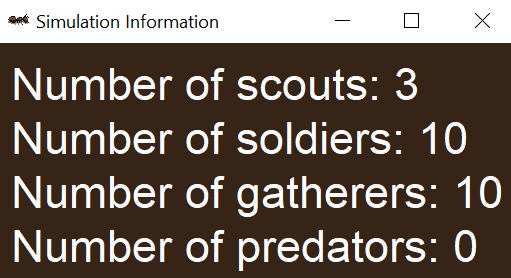 Simulation Information
Number of scouts: 3
Number of soldiers: 10
Number of gatherers: 10
Number of predators: 0